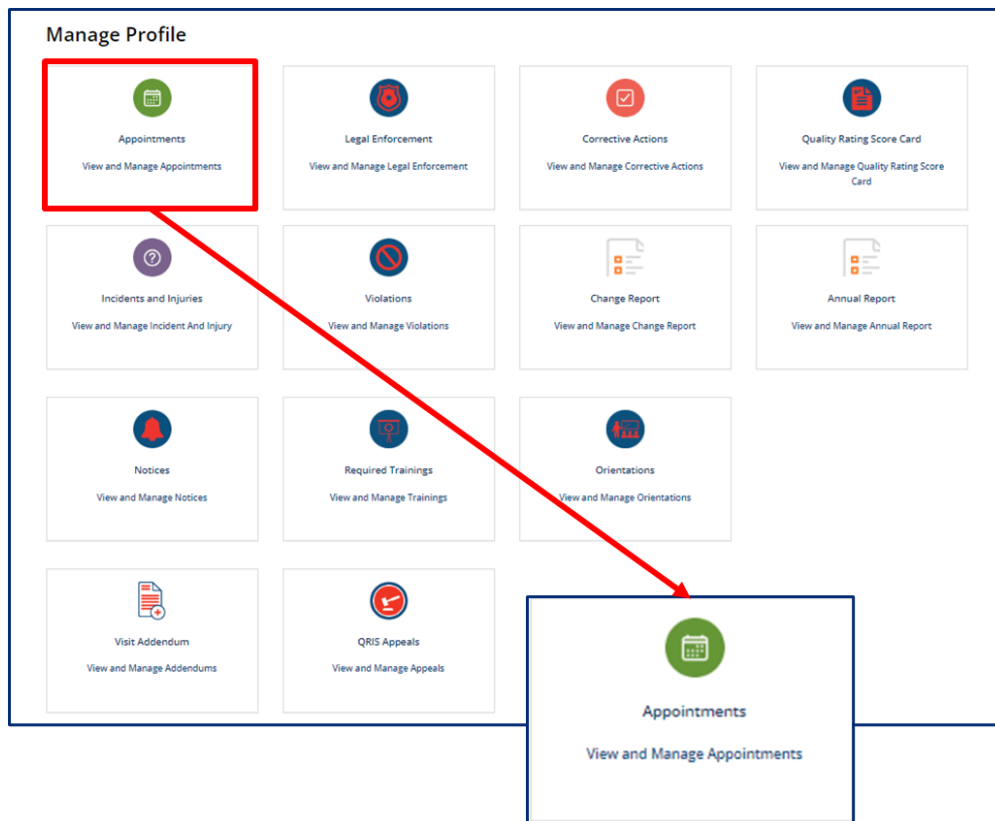 Manage Profile
Appointments
View and Manage Appointments
Legal Enforcement
View and Manage Legal Enforcement
Corrective Actions
View and Manage Corrective Actions
Quality Rating Score Card
View and Manage Quality Rating Score
Card
Incidents and Injuries
View and Manage Incident And Injury
Violations
View and Manage Violations
Change Report
View and Manage Change Report
Annual Report
View and Manage Annual Report
Notices
View and Manage Notices
Required Trainings
View and Manage Trainings
Orientations
View and Manage Orientations
Visit Addendum
View and Manage Addendums
QRIS Appeals
View and Manage Appeals
Appointments
View and Manage Appointments